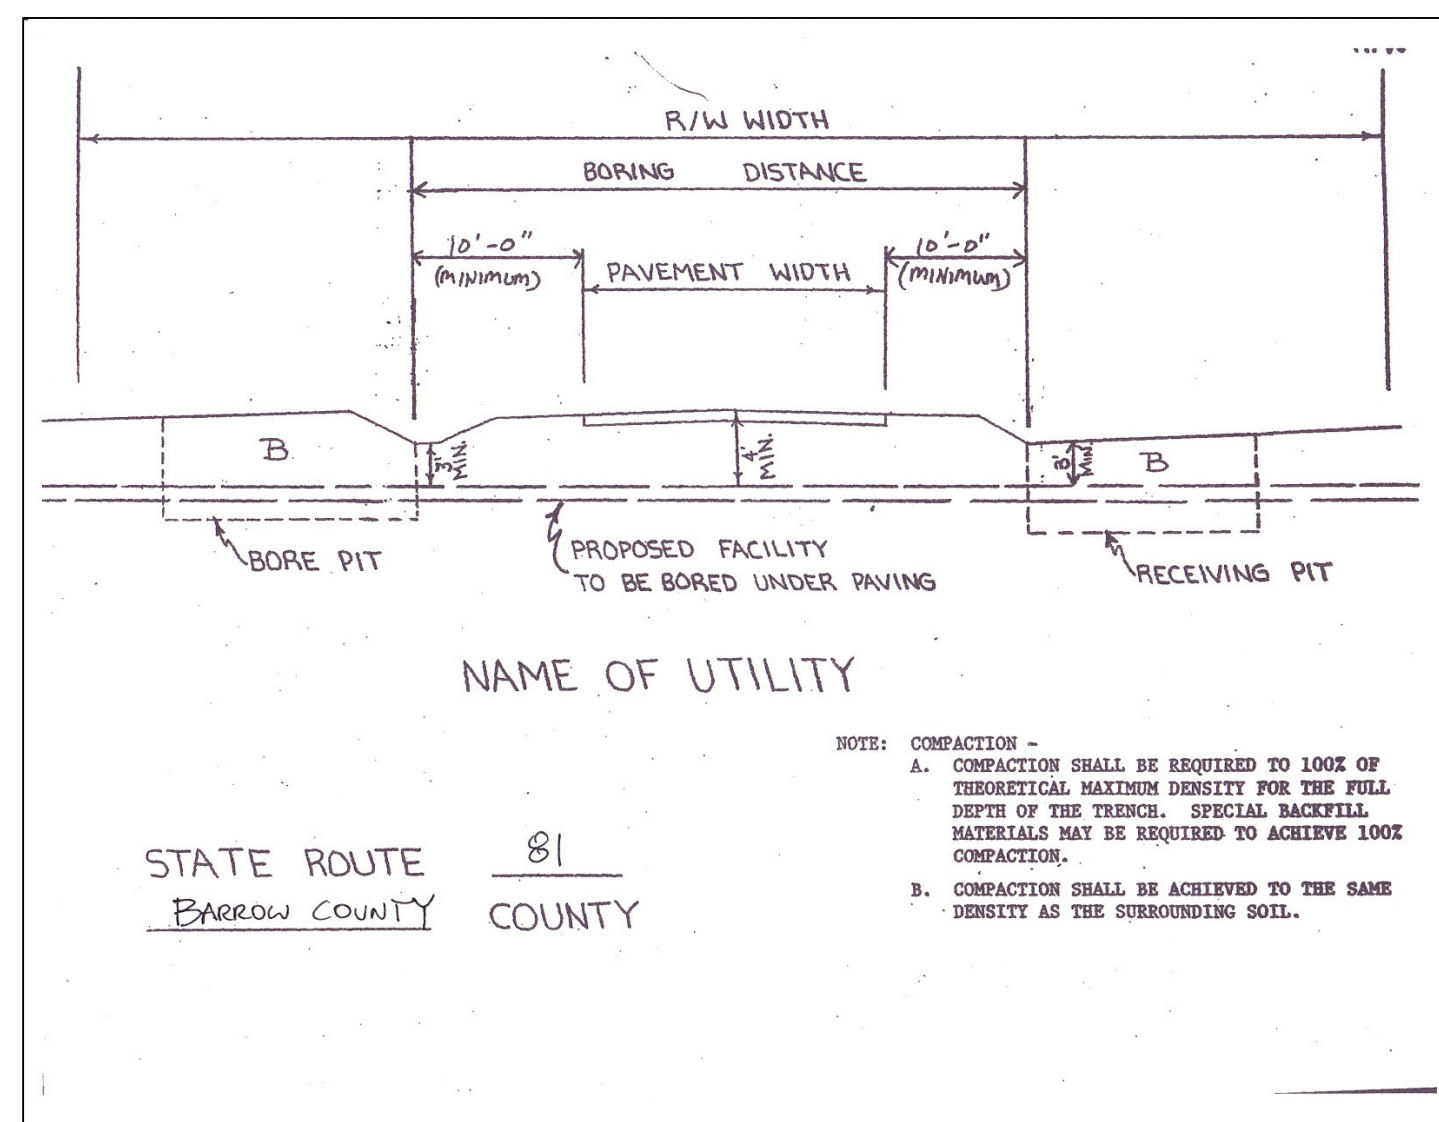 R/W WIDTH
BORING DISTANCE
10'-0"
(MINIMUM)
PAVEMENT WIDTH
10'-0"
(MINIMUM)
B
3' MIN.
4' MIN.
3' MIN.
B
BORE PIT
PROPOSED FACILITY
TO BE BORED UNDER PAVING
RECEIVING PIT
NAME OF UTILITY
NOTE: COMPACTION -
A. COMPACTION SHALL BE REQUIRED TO 100% OF
THEORETICAL MAXIMUM DENSITY FOR THE FULL
DEPTH OF THE TRENCH. SPECIAL BACKFILL
MATERIALS MAY BE REQUIRED TO ACHIEVE 100%
COMPACTION.
B. COMPACTION SHALL BE ACHIEVED TO THE SAME
DENSITY AS THE SURROUNDING SOIL.
STATE ROUTE 81
BARROW COUNTY COUNTY